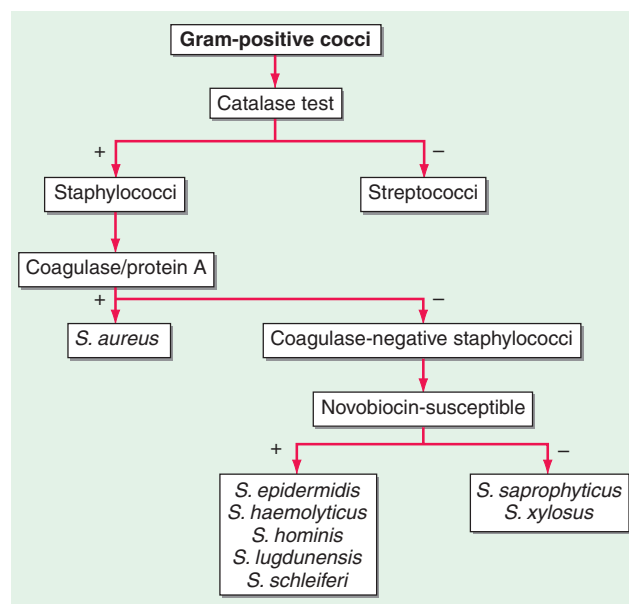 Gram-positive cocci
Catalase test
+
–
Staphylococci
Streptococci
Coagulase/protein A
+
–
S. aureus
Coagulase-negative staphylococci
Novobiocin-susceptible
+
–
S. epidermidis
S. haemolyticus
S. hominis
S. lugdunensis
S. schleiferi
S. saprophyticus
S. xylosus